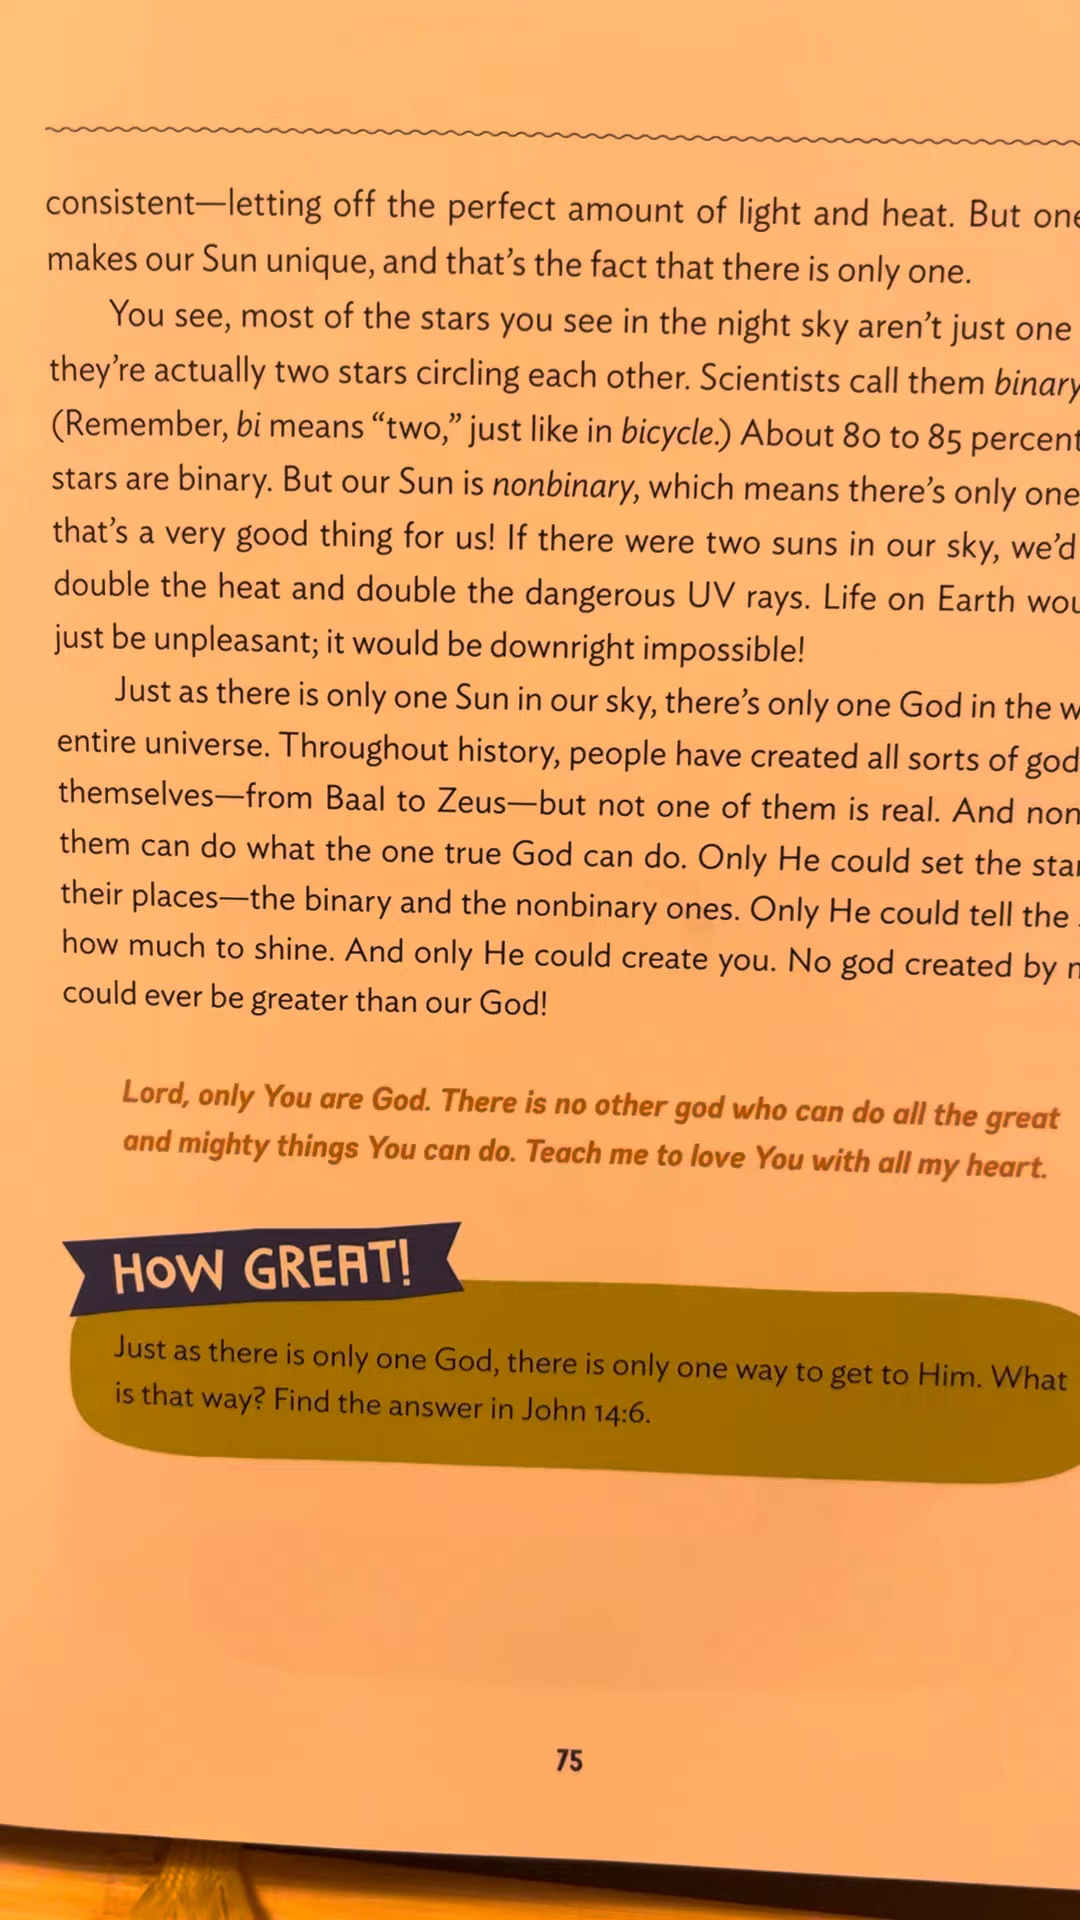 consistent—letting off the perfect amount of light and heat. But one
makes our Sun unique, and that's the fact that there is only one.
You see, most of the stars you see in the night sky aren't just one
they're actually two stars circling each other. Scientists call them binary
(Remember, bi means “two,” just like in bicycle.) About 80 to 85 percent
stars are binary. But our Sun is nonbinary, which means there's only one
that's a very good thing for us! If there were two suns in our sky, we'd
double the heat and double the dangerous UV rays. Life on Earth wou
just be unpleasant; it would be downright impossible!
Just as there is only one Sun in our sky, there's only one God in the w
entire universe. Throughout history, people have created all sorts of god
themselves—from Baal to Zeus—but not one of them is real. And non
them can do what the one true God can do. Only He could set the star
their places—the binary and the nonbinary ones. Only He could tell the
how much to shine. And only He could create you. No god created by
could ever be greater than our God!
Lord, only You are God. There is no other god who can do all the great
and mighty things You can do. Teach me to love You with all my heart.
HOW GREAT!
Just as there is only one God, there is only one way to get to Him. What
is that way? Find the answer in John 14:6.
75